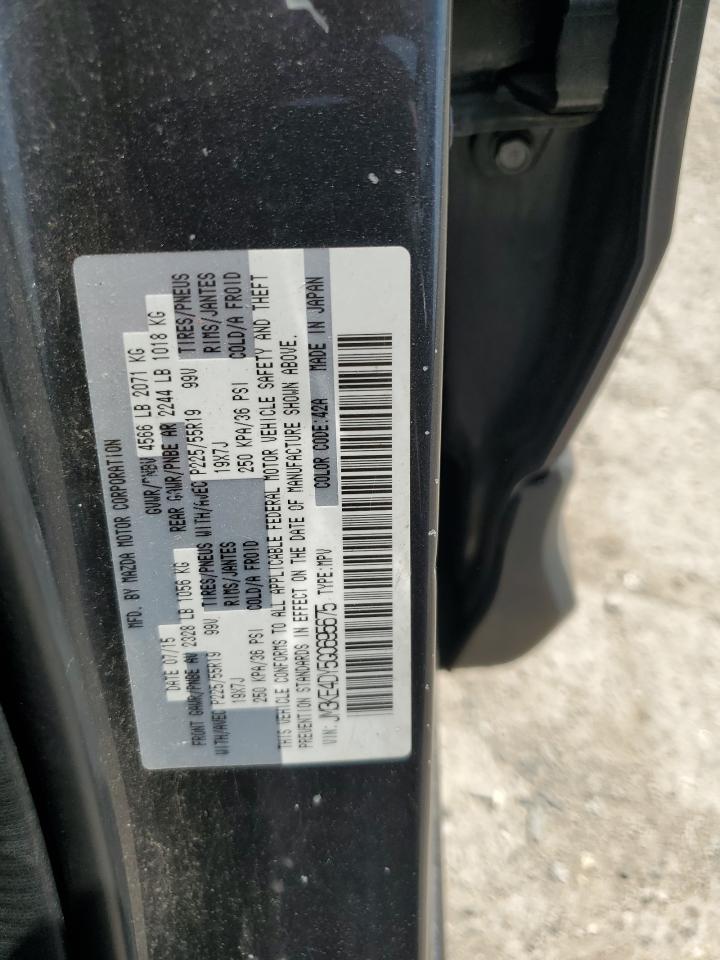 MFD. BY MAZDA MOTOR CORPORATION
DATE 07/15 GVWR/PNBV 4566 LB 2071 KG
FRONT GAWR/PNBE AV 2328 LB 1056 KG REAR GAWR/PNBE AR 2244 LB 1018 KG
WITH/AVEC P225/55R19 99V TIRES/PNEUS WITH/AVEC P225/55R19 99V TIRES/PNEUS
19X7J RIMS/JANTES 19X7J RIMS/JANTES
250 KPA/36 PSI COLD/A FROID 250 KPA/36 PSI COLD/A FROID
THIS VEHICLE CONFORMS TO ALL APPLICABLE FEDERAL MOTOR VEHICLE SAFETY AND THEFT
PREVENTION STANDARDS IN EFFECT ON THE DATE OF MANUFACTURE SHOWN ABOVE.
VIN: JM3KE4DY5G0695675 TYPE:MPV COLOR CODE:42A MADE IN JAPAN